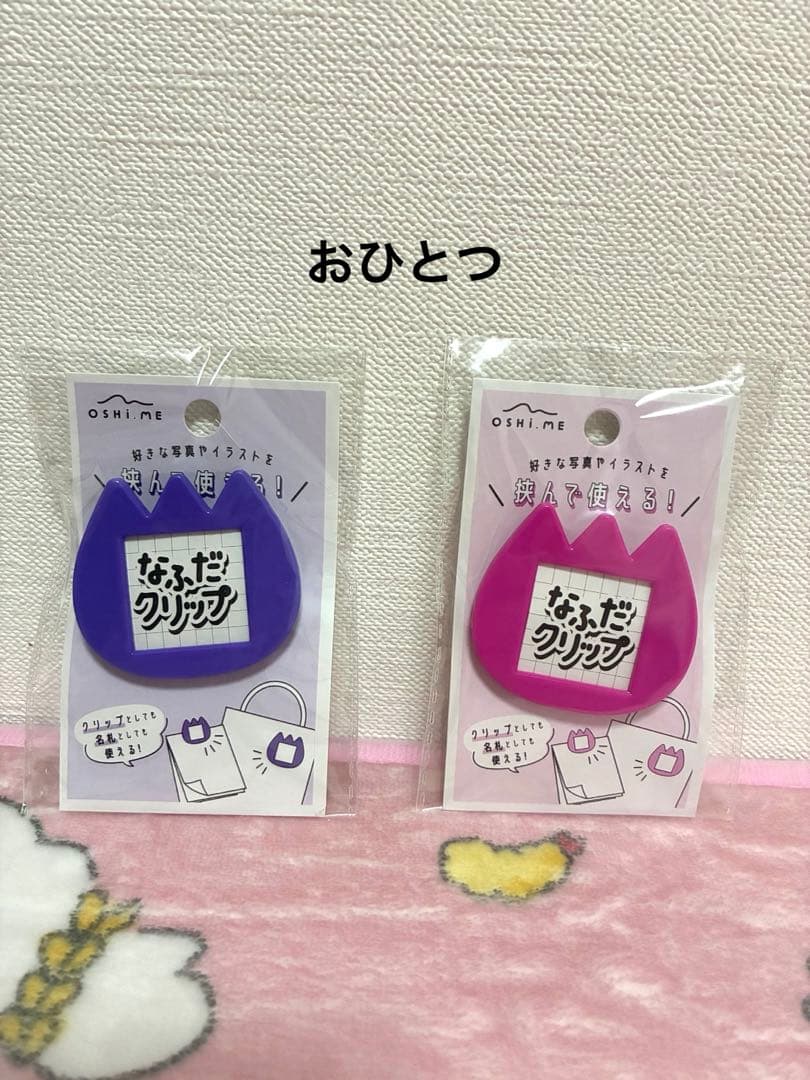 おひとつ
OSHI.ME
好きな写真やイラストを
挟んで使える!
なふだ
クリップ
クリップとしても
名札としても
使える!
OSHI.ME
好きな写真やイラストを
挟んで使える!
なふだ
クリップ
クリップとしても
名札としても
使える!